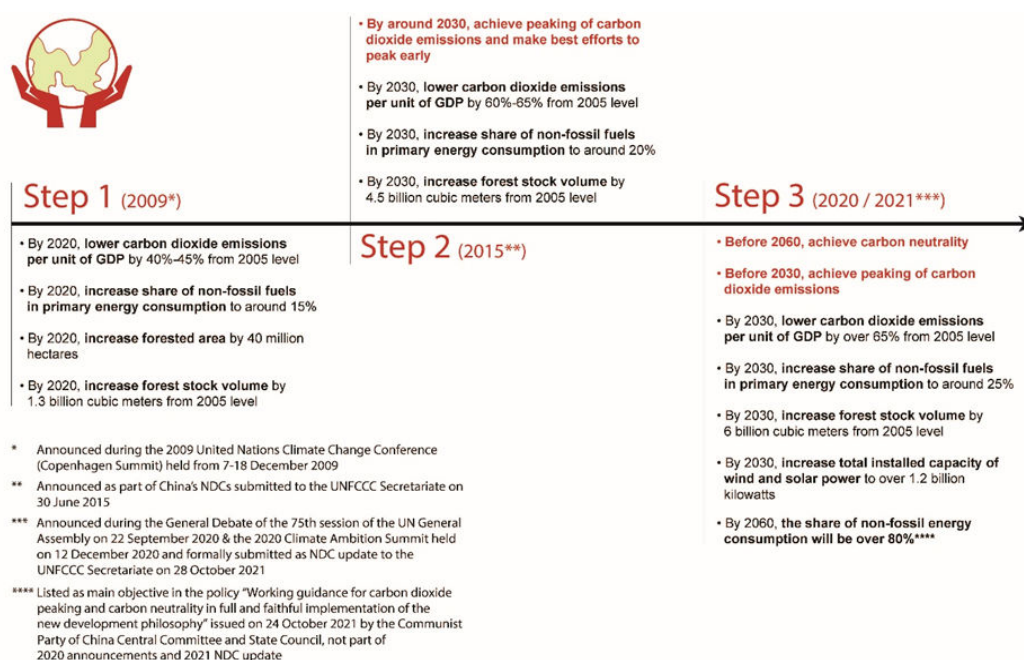 • By around 2030, achieve peaking of carbon
dioxide emissions and make best efforts to
peak early
• By 2030, lower carbon dioxide emissions
per unit of GDP by 60%-65% from 2005 level
• By 2030, increase share of non-fossil fuels
in primary energy consumption to around 20%
• By 2030, increase forest stock volume by
4.5 billion cubic meters from 2005 level
Step 1 (2009*)
• By 2020, lower carbon dioxide emissions
per unit of GDP by 40%-45% from 2005 level
• By 2020, increase share of non-fossil fuels
in primary energy consumption to around 15%
• By 2020, increase forested area by 40 million
hectares
• By 2020, increase forest stock volume by
1.3 billion cubic meters from 2005 level
Step 2 (2015**)
Step 3 (2020 / 2021***)
• Before 2060, achieve carbon neutrality
• Before 2030, achieve peaking of carbon
dioxide emissions
• By 2030, lower carbon dioxide emissions
per unit of GDP by over 65% from 2005 level
• By 2030, increase share of non-fossil fuels
in primary energy consumption to around 25%
• By 2030, increase forest stock volume by
6 billion cubic meters from 2005 level
• By 2030, increase total installed capacity of
wind and solar power to over 1.2 billion
kilowatts
• By 2060, the share of non-fossil energy
consumption will be over 80%****
* Announced during the 2009 United Nations Climate Change Conference
(Copenhagen Summit) held from 7-18 December 2009
** Announced as part of China's NDCs submitted to the UNFCCC Secretariate on
30 June 2015
*** Announced during the General Debate of the 75th session of the UN General
Assembly on 22 September 2020 & the 2020 Climate Ambition Summit held
on 12 December 2020 and formally submitted as NDC update to the
UNFCCC Secretariate on 28 October 2021
**** Listed as main objective in the policy "Working guidance for carbon dioxide
peaking and carbon neutrality in full and faithful implementation of the
new development philosophy" issued on 24 October 2021 by the Communist
Party of China Central Committee and State Council, not part of
2020 announcements and 2021 NDC update